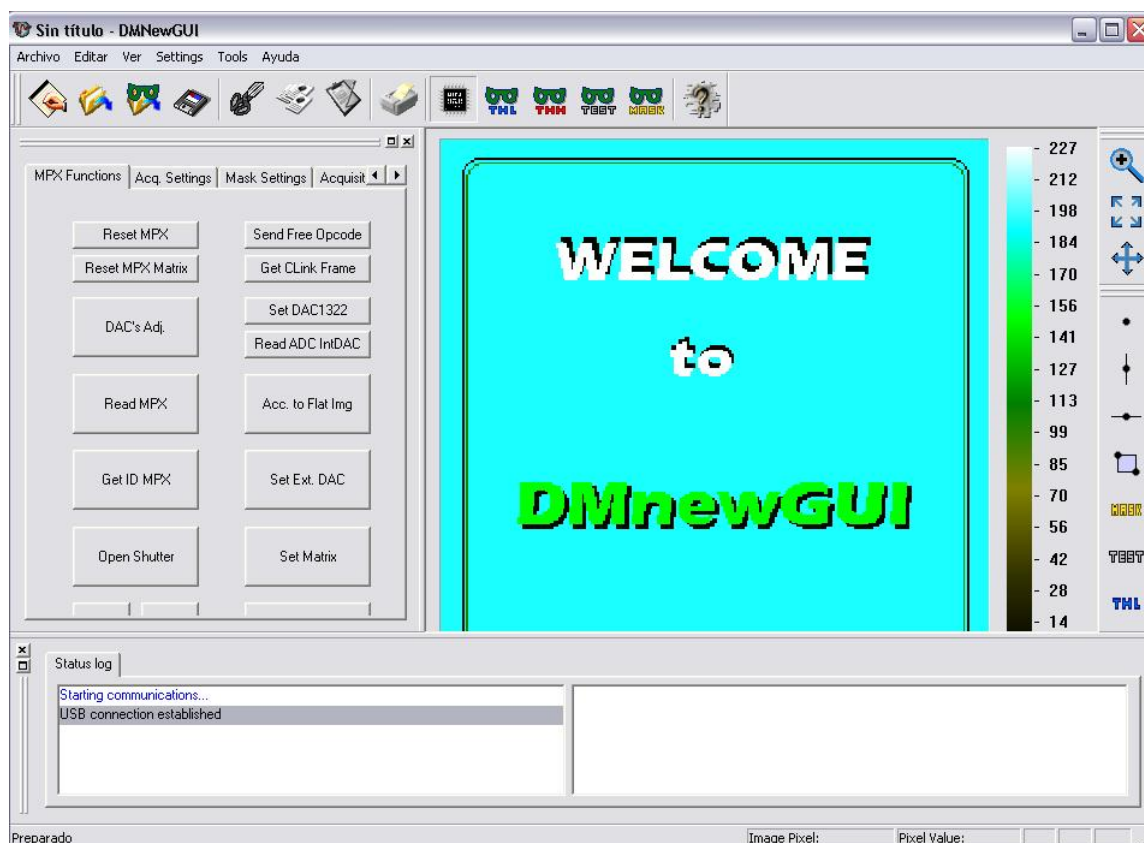 Sin título - DMNewGUI
Archivo Editar Ver Settings Tools Ayuda
THL THH TEST MASK
MPX Functions Acq. Settings Mask Settings Acquisit
Reset MPX Send Free Opcode
Reset MPX Matrix Get CLink Frame
DAC's Adj. Set DAC1322
Read ADC IntDAC
Read MPX Acc. to Flat Img
Get ID MPX Set Ext. DAC
Open Shutter Set Matrix
WELCOME
to
DMnewGUI
- 227
- 212
- 198
- 184
- 170
- 156
- 141
- 127
- 113
- 99
- 85
- 70
- 56
- 42
- 28
- 14
MASK
TEST
THL
Status log
Starting communications...
USB connection established
Preparado Image Pixel: Pixel Value: